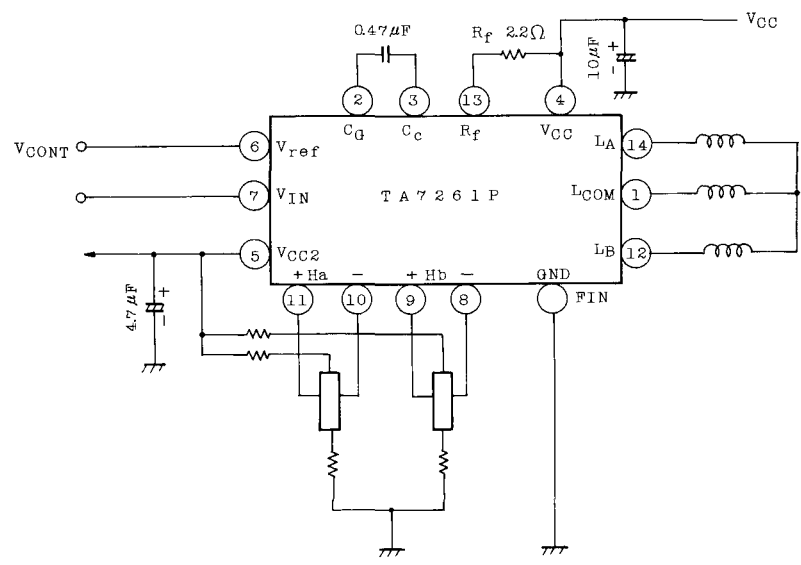 0.47μF
Rf 2.2Ω
10μF + −
VCC
2 3 13 4
CG Cc Rf VCC
VCONT 6 Vref
LA 14
7 VIN
TA7261P
LCOM 1
5 VCC2
LB 12
+ Ha − + Hb − GND
11 10 9 8 FIN
4.7μF + −